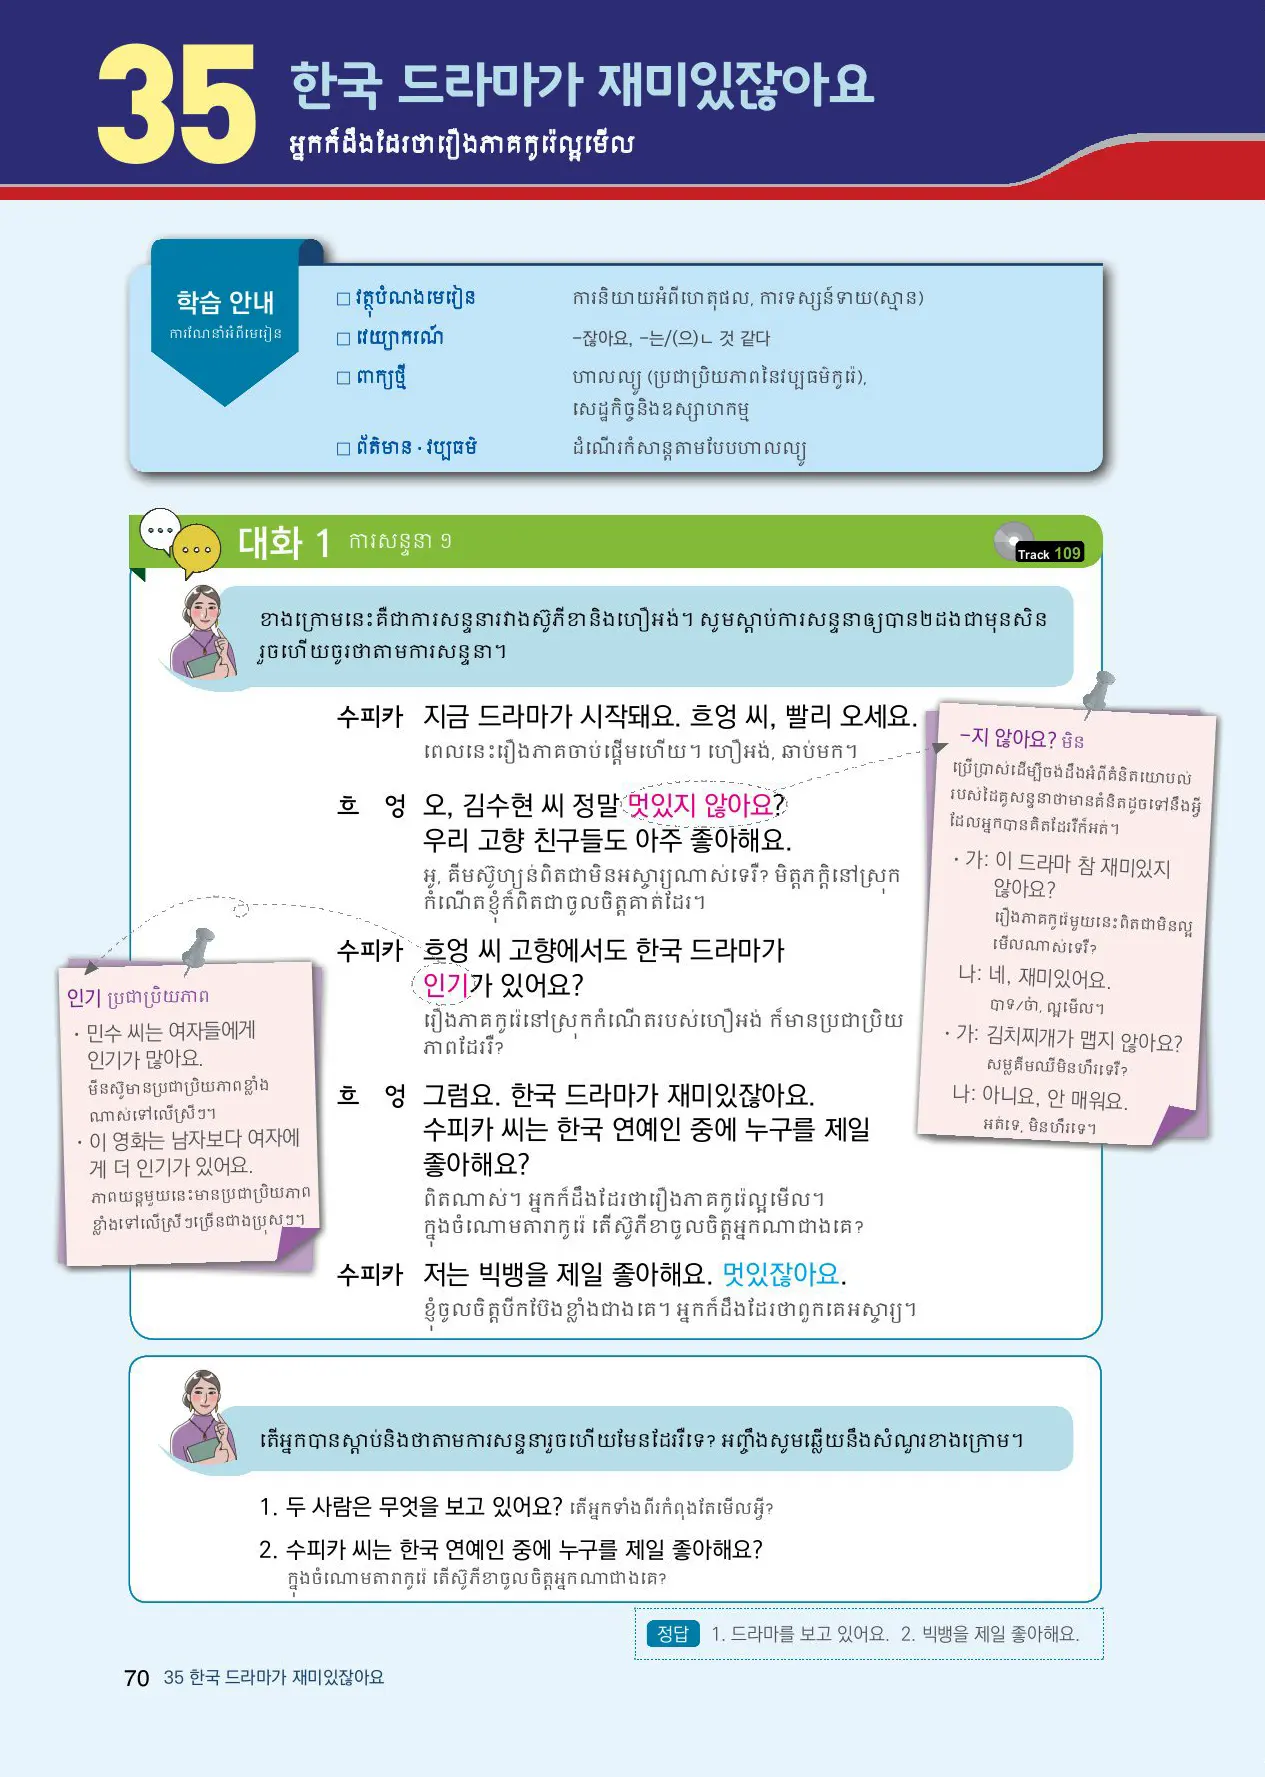 35
한국 드라마가 재미있잖아요
អ្នកក៏ដឹងដែរថារឿងភាគកូរ៉េល្អមើល
학습 안내
ការណែនាំអំពីមេរៀន
□ វត្ថុបំណងមេរៀន ការនិយាយអំពីហេតុផល, ការទស្សន៍ទាយ(ស្មាន)
□ វេយ្យាករណ៍ -잖아요, -는/(으)ㄴ 것 같다
□ ពាក្យថ្មី ហាលល្យូ (ប្រជាប្រិយភាពនៃវប្បធម៌កូរ៉េ),
សេដ្ឋកិច្ចនិងឧស្សាហកម្ម
□ ព័ត៌មាន · វប្បធម៌ ដំណើរកំសាន្តតាមបែបហាលល្យូ
대화 1 ការសន្ទនា ១
Track 109
ខាងក្រោមនេះគឺជាការសន្ទនារវាងស៊ូភីខានិងហឿអង់។ សូមស្តាប់ការសន្ទនាឲ្យបាន២ដងជាមុនសិន
រួចហើយចូរថាតាមការសន្ទនា។
수피카 지금 드라마가 시작돼요. 흐엉 씨, 빨리 오세요.
ពេលនេះរឿងភាគចាប់ផ្តើមហើយ។ ហឿអង់, ឆាប់មក។
흐 엉 오, 김수현 씨 정말 멋있지 않아요?
우리 고향 친구들도 아주 좋아해요.
អូ, គីមស៊ូហ្យន់ពិតជាមិនអស្ចារ្យណាស់ទេរឺ? មិត្តភក្តិនៅស្រុក
កំណើតខ្ញុំក៏ពិតជាចូលចិត្តគាត់ដែរ។
수피카 흐엉 씨 고향에서도 한국 드라마가
인기가 있어요?
រឿងភាគកូរ៉េនៅស្រុកកំណើតរបស់ហឿអង់ ក៏មានប្រជាប្រិយ
ភាពដែររឺ?
흐 엉 그럼요. 한국 드라마가 재미있잖아요.
수피카 씨는 한국 연예인 중에 누구를 제일
좋아해요?
ពិតណាស់។ អ្នកក៏ដឹងដែរថារឿងភាគកូរ៉េល្អមើល។
ក្នុងចំណោមតារាកូរ៉េ តើស៊ូភីខាចូលចិត្តអ្នកណាជាងគេ?
수피카 저는 빅뱅을 제일 좋아해요. 멋있잖아요.
ខ្ញុំចូលចិត្តប៊ីកប៊ែងខ្លាំងជាងគេ។ អ្នកក៏ដឹងដែរថាពួកគេអស្ចារ្យ។
-지 않아요? មិន
ប្រើប្រាស់ដើម្បីចង់ដឹងអំពីគំនិតយោបល់
របស់ដៃគូសន្ទនាថាមានគំនិតដូចទៅនឹងអ្វី
ដែលអ្នកបានគិតដែររឺក៏អត់។
· 가: 이 드라마 참 재미있지
않아요?
រឿងភាគកូរ៉េមួយនេះពិតជាមិនល្អ
មើលណាស់ទេរឺ?
나: 네, 재미있어요.
បាទ/ចា៎, ល្អមើល។
· 가: 김치찌개가 맵지 않아요?
សម្លគីមឈីមិនហឹរទេរឺ?
나: 아니요, 안 매워요.
អត់ទេ, មិនហឹរទេ។
인기 ប្រជាប្រិយភាព
· 민수 씨는 여자들에게
인기가 많아요.
មីនស៊ូមានប្រជាប្រិយភាពខ្លាំង
ណាស់ទៅលើស្រីៗ។
· 이 영화는 남자보다 여자에
게 더 인기가 있어요.
ភាពយន្តមួយនេះមានប្រជាប្រិយភាព
ខ្លាំងទៅលើស្រីៗច្រើនជាងប្រុសៗ។
តើអ្នកបានស្តាប់និងថាតាមការសន្ទនារួចហើយមែនដែររឺទេ? អញ្ចឹងសូមឆ្លើយនឹងសំណួរខាងក្រោម។
1. 두 사람은 무엇을 보고 있어요? តើអ្នកទាំងពីរកំពុងតែមើលអ្វី?
2. 수피카 씨는 한국 연예인 중에 누구를 제일 좋아해요?
ក្នុងចំណោមតារាកូរ៉េ តើស៊ូភីខាចូលចិត្តអ្នកណាជាងគេ?
정답 1. 드라마를 보고 있어요. 2. 빅뱅을 제일 좋아해요.
70 35 한국 드라마가 재미있잖아요